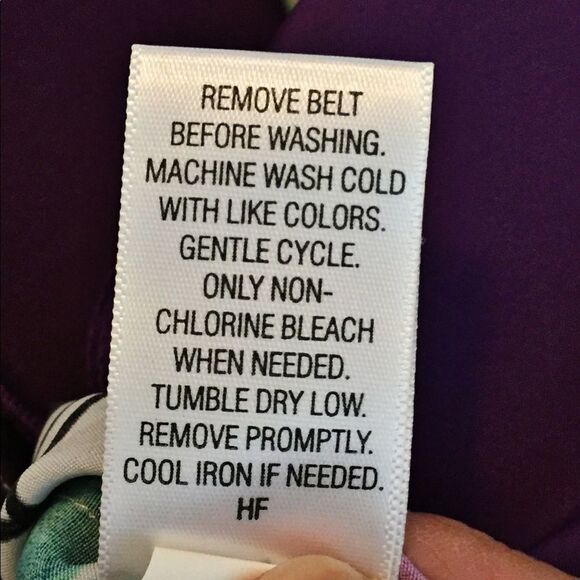 REMOVE BELT
BEFORE WASHING.
MACHINE WASH COLD
WITH LIKE COLORS.
GENTLE CYCLE.
ONLY NON-
CHLORINE BLEACH
WHEN NEEDED.
TUMBLE DRY LOW.
REMOVE PROMPTLY.
COOL IRON IF NEEDED.
HF